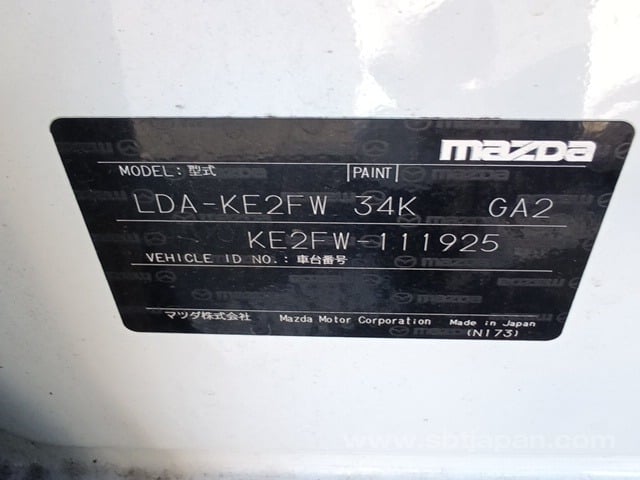 mazda
MODEL: 型式 PAINT
LDA-KE2FW 34K GA2
KE2FW-111925
VEHICLE ID NO.: 車台番号
マツダ株式会社 Mazda Motor Corporation Made in Japan
(N173)
www.sbtjapan.com